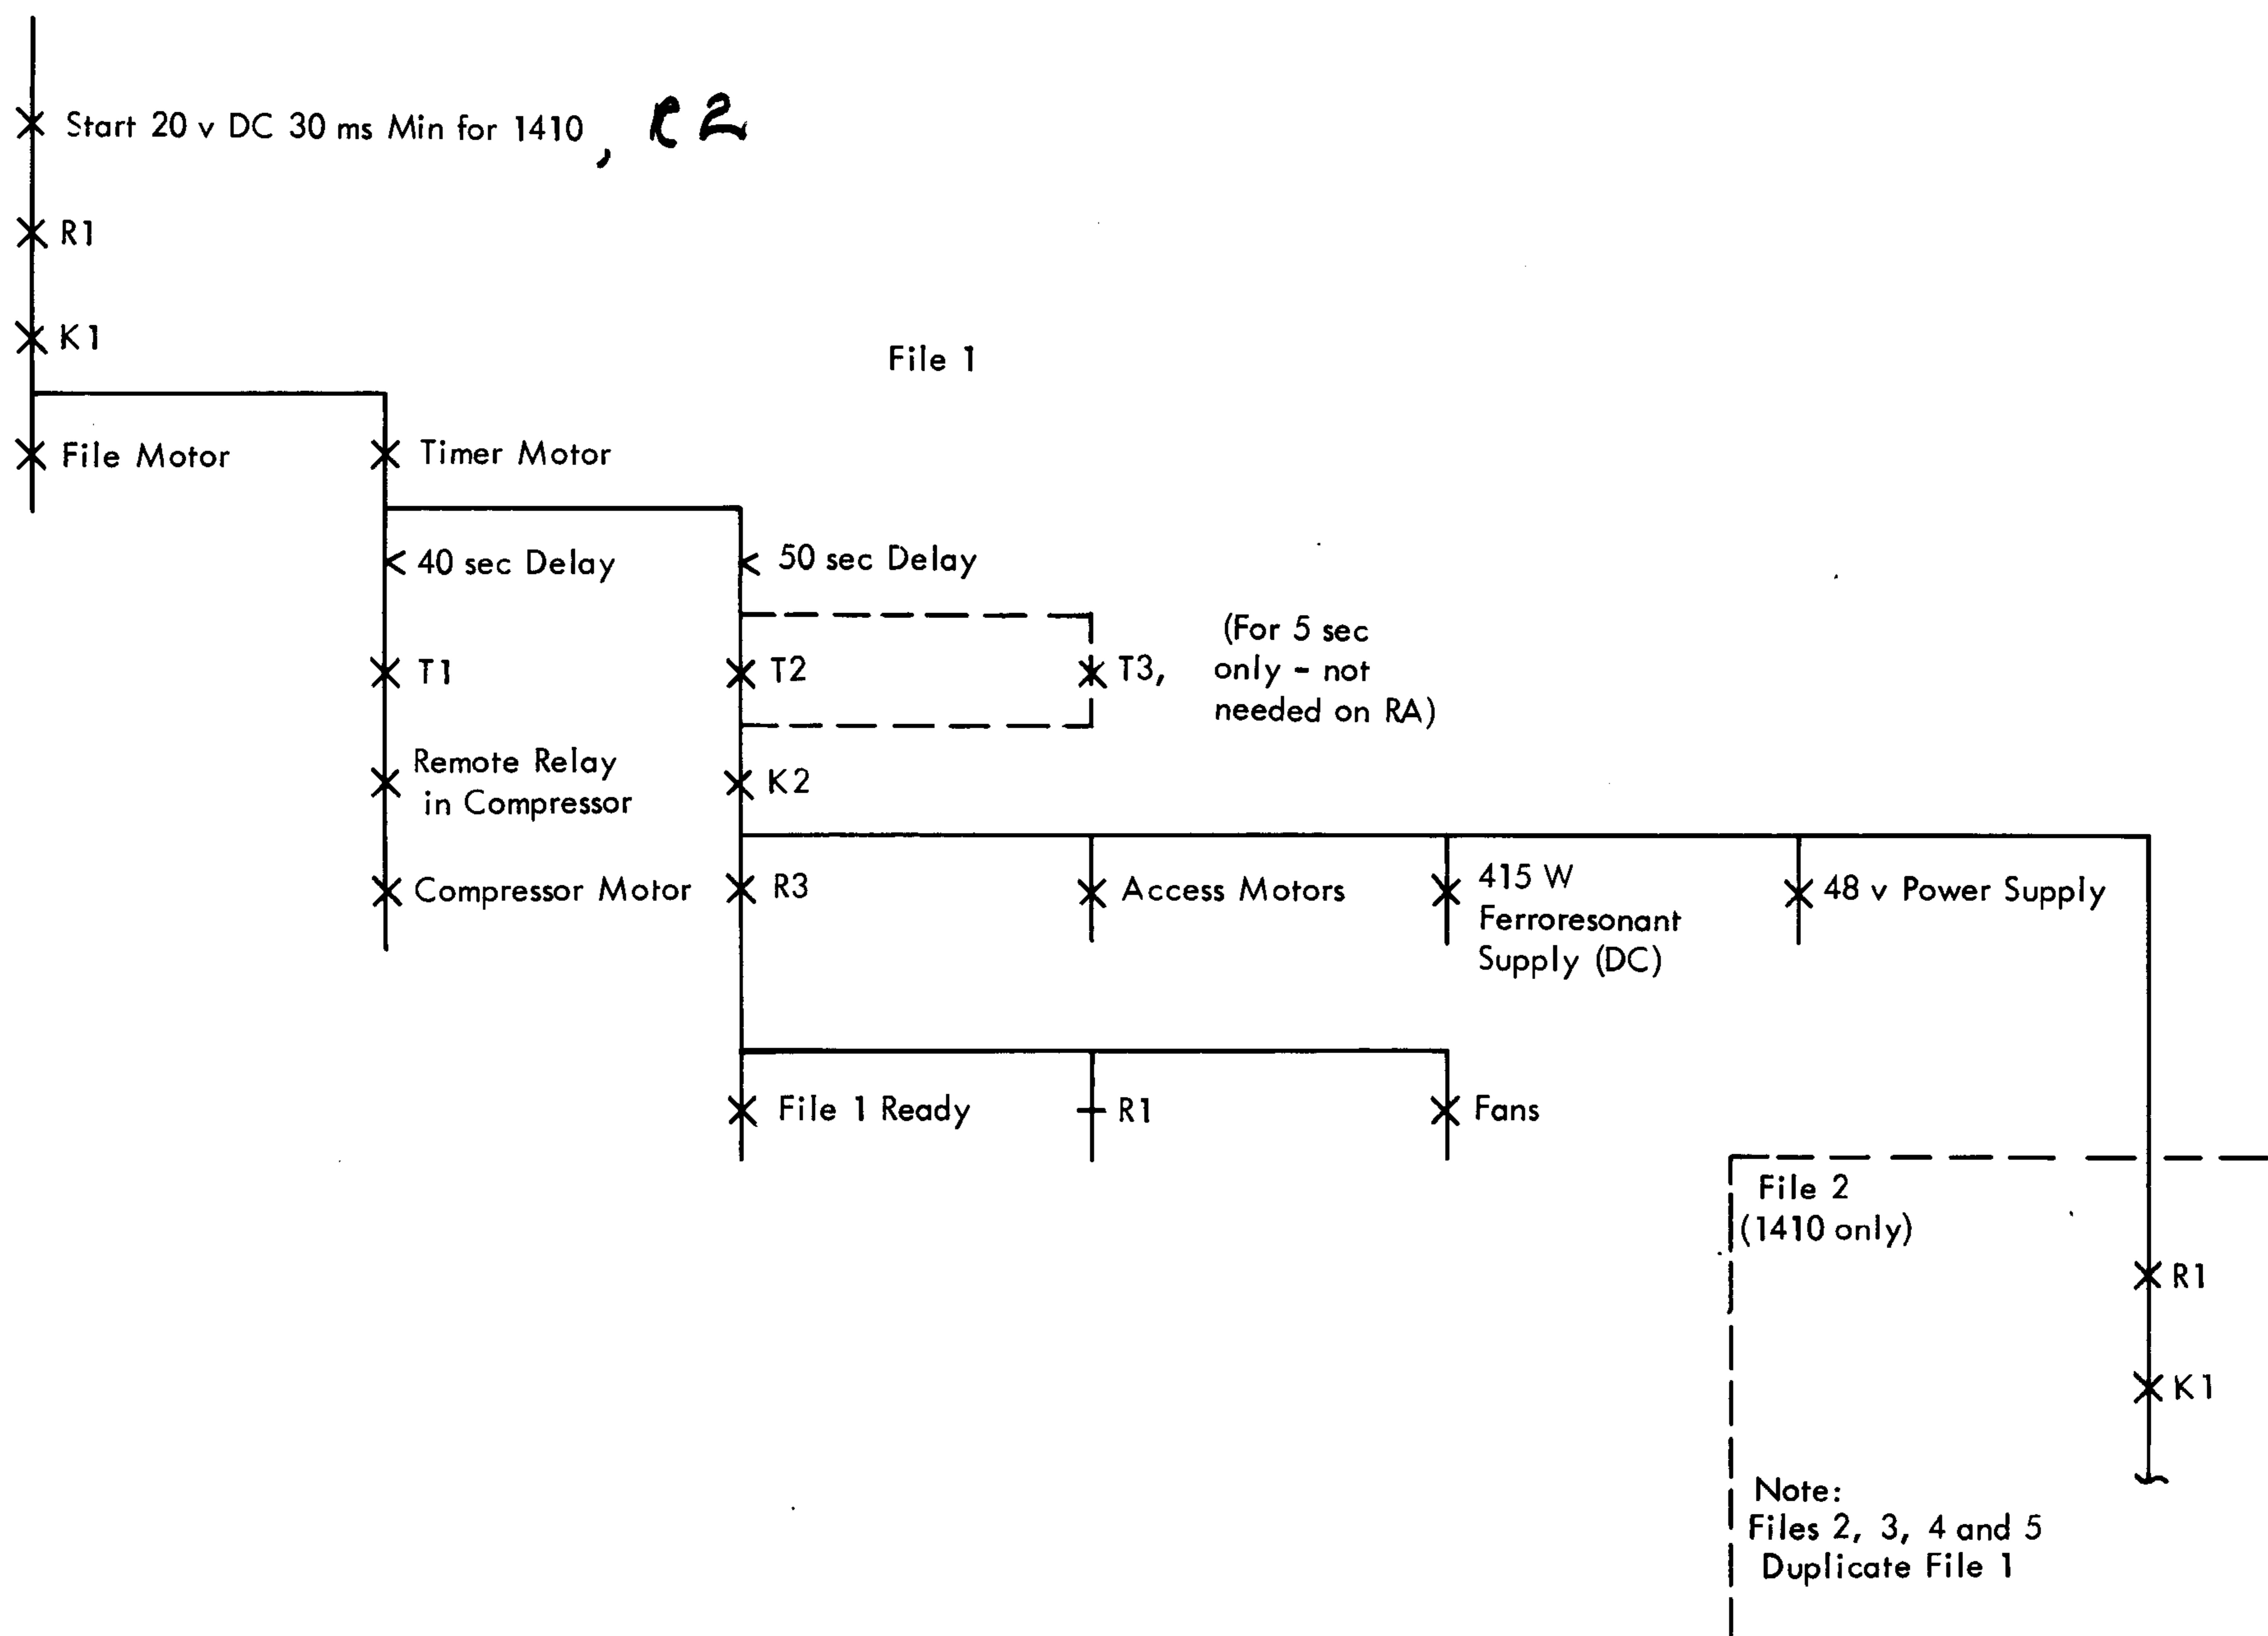 Start 20 v DC 30 ms Min for 1410 , R2
R1
K1
File 1
File Motor
Timer Motor
40 sec Delay
50 sec Delay
T1
T2
T3,
(For 5 sec
only - not
needed on RA)
Remote Relay
in Compressor
K2
Compressor Motor
R3
Access Motors
415 W
Ferroresonant
Supply (DC)
48 v Power Supply
File 1 Ready
R1
Fans
File 2
(1410 only)
R1
K1
Note:
Files 2, 3, 4 and 5
Duplicate File 1